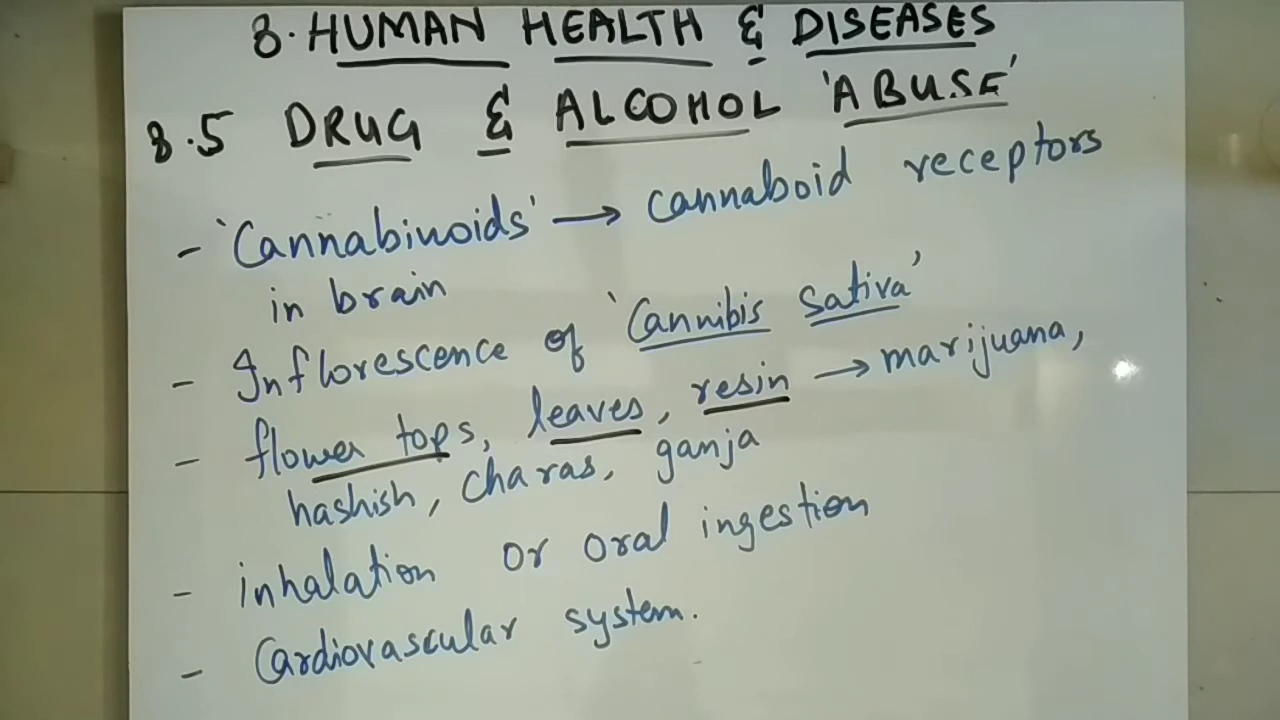 8. HUMAN HEALTH & DISEASES
8.5 DRUG & ALCOHOL 'ABUSE'
- 'Cannabinoids' → cannaboid receptors
in brain
- Inflorescence of 'Cannibis Sativa'
- flower tops, leaves, resin → marijuana,
hashish, charas, ganja
- inhalation or oral ingestion
- Cardiovascular system.